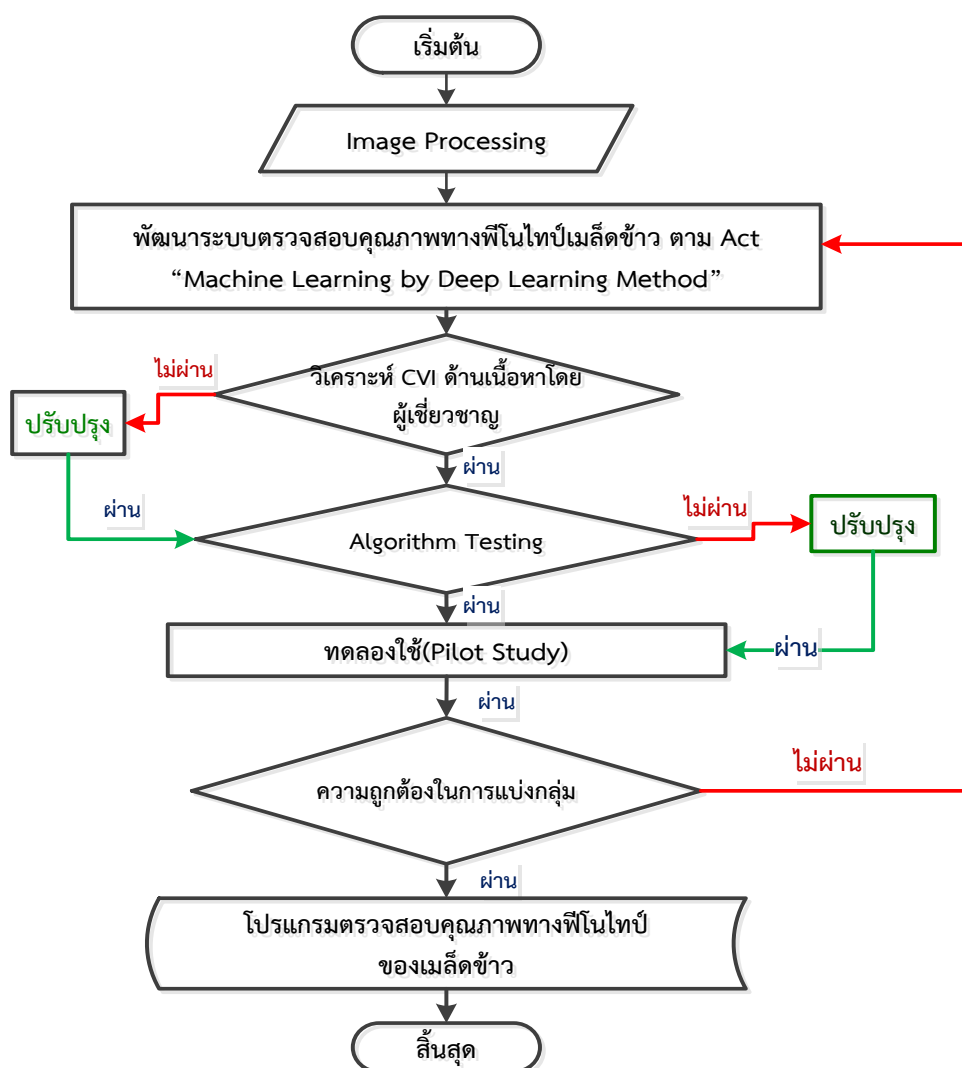 เริ่มต้น
Image Processing
พัฒนาระบบตรวจสอบคุณภาพทางพีโนไทป์เมล็ดข้าว ตาม Act
“Machine Learning by Deep Learning Method”
ไม่ผ่าน
วิเคราะห์ CVI ด้านเนื้อหาโดย
ผู้เชี่ยวชาญ
ปรับปรุง
ผ่าน
ผ่าน
ไม่ผ่าน
Algorithm Testing
ปรับปรุง
ผ่าน
ทดลองใช้(Pilot Study)
ผ่าน
ผ่าน
ไม่ผ่าน
ความถูกต้องในการแบ่งกลุ่ม
ผ่าน
โปรแกรมตรวจสอบคุณภาพทางฟีโนไทป์
ของเมล็ดข้าว
สิ้นสุด